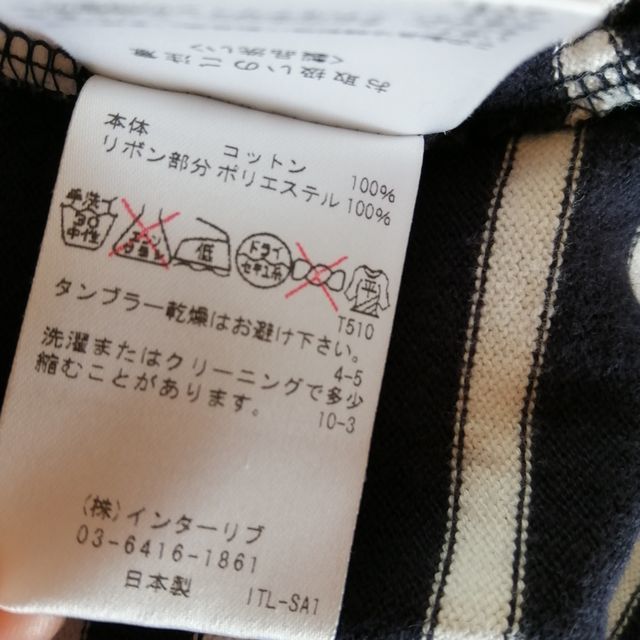 お取扱いのご注意
本体 コットン 100%
リボン部分 ポリエステル 100%
手洗イ 中性
低
ドライ セキユ系
タンブラー乾燥はお避け下さい。
T510
洗濯またはクリーニングで多少
4-5
縮むことがあります。
10-3
(株)インターリブ
03-6416-1861
日本製
ITL-SA1